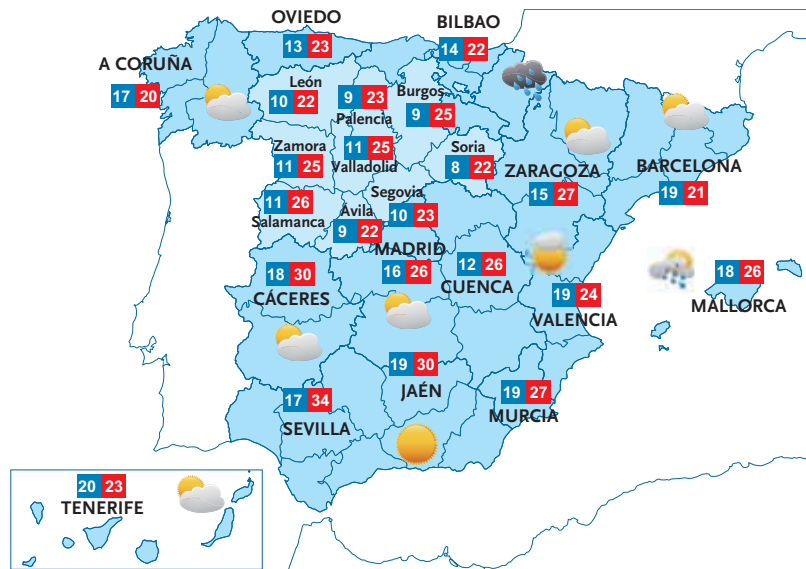 OVIEDO
13 23
BILBAO
14 22
A CORUÑA
17 20
León
10 22
9 23
Palencia
Burgos
9 25
Zamora
11 25
11 25
Valladolid
Soria
8 22
ZARAGOZA
15 27
BARCELONA
19 21
11 26
Salamanca
Ávila
9 22
Segovia
10 23
MADRID
16 26
12 26
CUENCA
18 30
CÁCERES
19 24
VALENCIA
18 26
MALLORCA
19 30
JAÉN
17 34
SEVILLA
19 27
MURCIA
20 23
TENERIFE